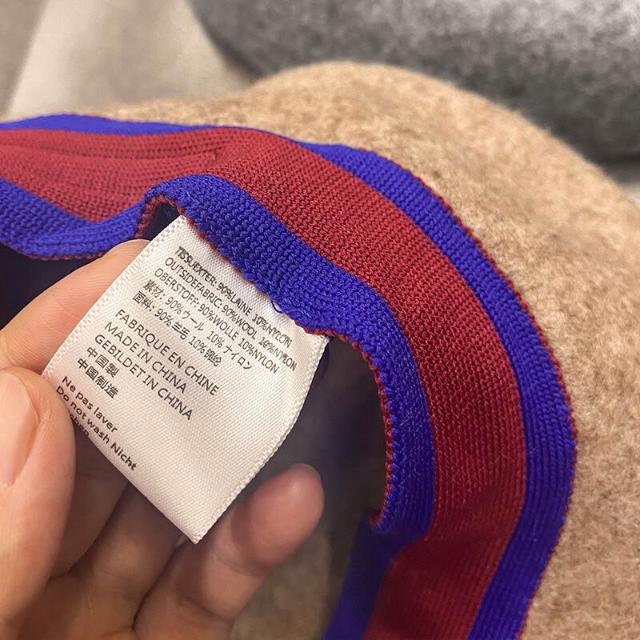 TISSU.EXTER: 90%LAINE 10%NYLON
OUTSIDEFABRIC:90%WOOL 10%NYLON
OBERSTOFF:90%WOLLE 10%NYLON
素材: 90%ウール 10%ナイロン
面料: 90%羊毛 10%锦纶
FABRIQUE EN CHINE
MADE IN CHINA
GEBILDET IN CHINA
中国製
中国制造
Ne pas laver
Do not wash Nicht